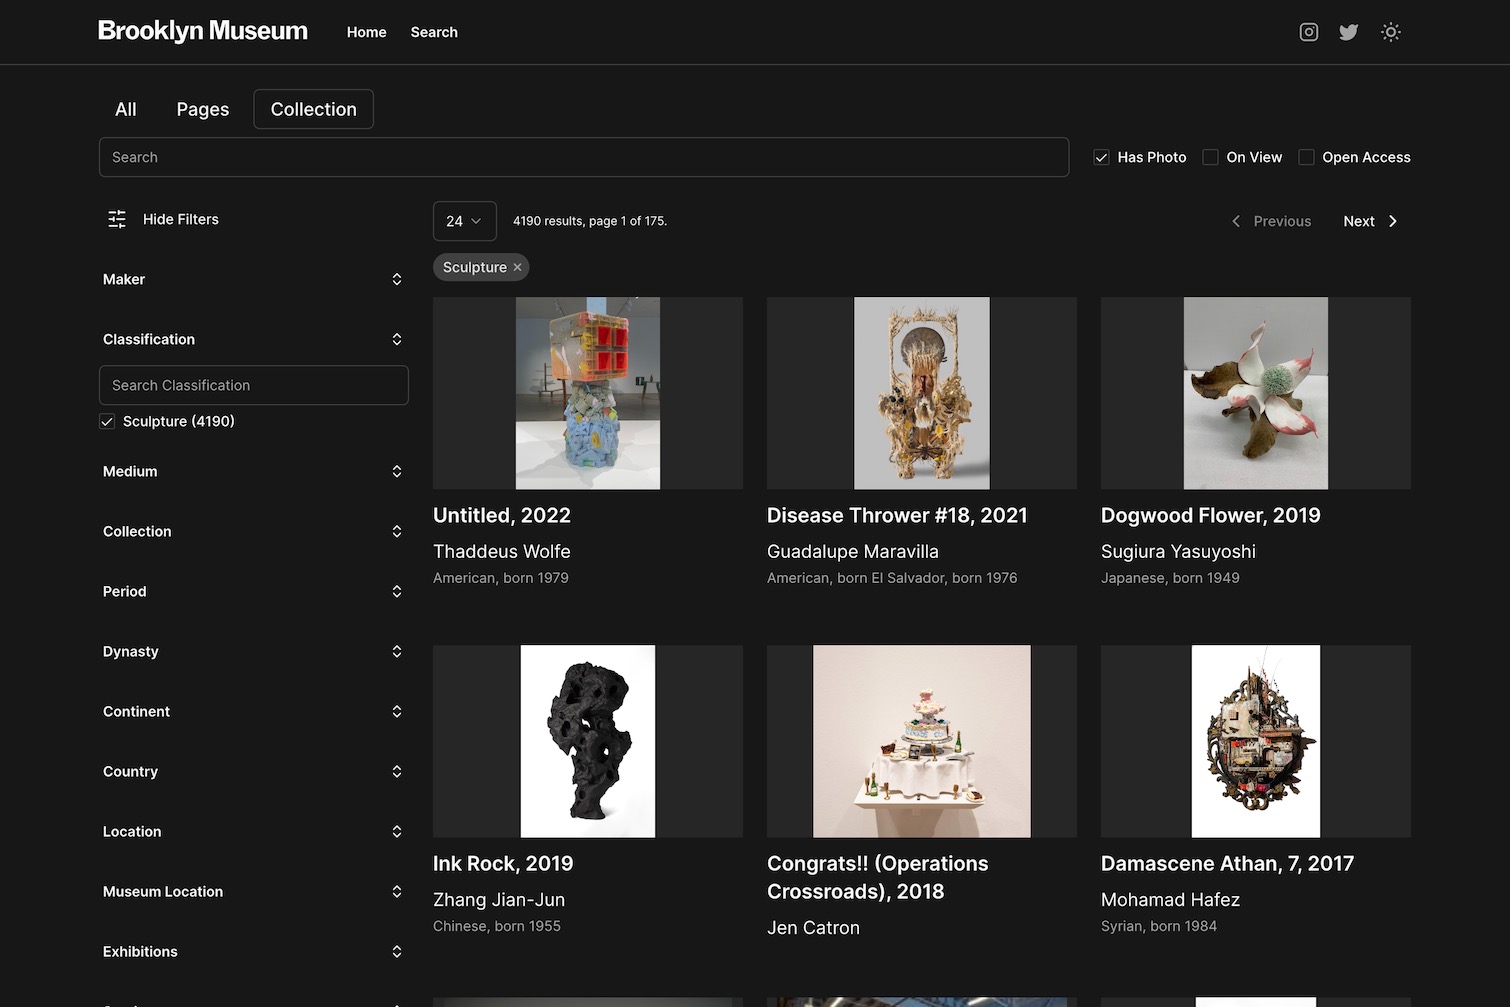 Brooklyn Museum
Home
Search
All
Pages
Collection
Search
Has Photo
On View
Open Access
Hide Filters
24
4190 results, page 1 of 175.
Previous
Next
Sculpture
Maker
Classification
Search Classification
Sculpture (4190)
Medium
Collection
Period
Dynasty
Continent
Country
Location
Museum Location
Exhibitions
Untitled, 2022
Thaddeus Wolfe
American, born 1979
Disease Thrower #18, 2021
Guadalupe Maravilla
American, born El Salvador, born 1976
Dogwood Flower, 2019
Sugiura Yasuyoshi
Japanese, born 1949
Ink Rock, 2019
Zhang Jian-Jun
Chinese, born 1955
Congrats!! (Operations
Crossroads), 2018
Jen Catron
Damascene Athan, 7, 2017
Mohamad Hafez
Syrian, born 1984